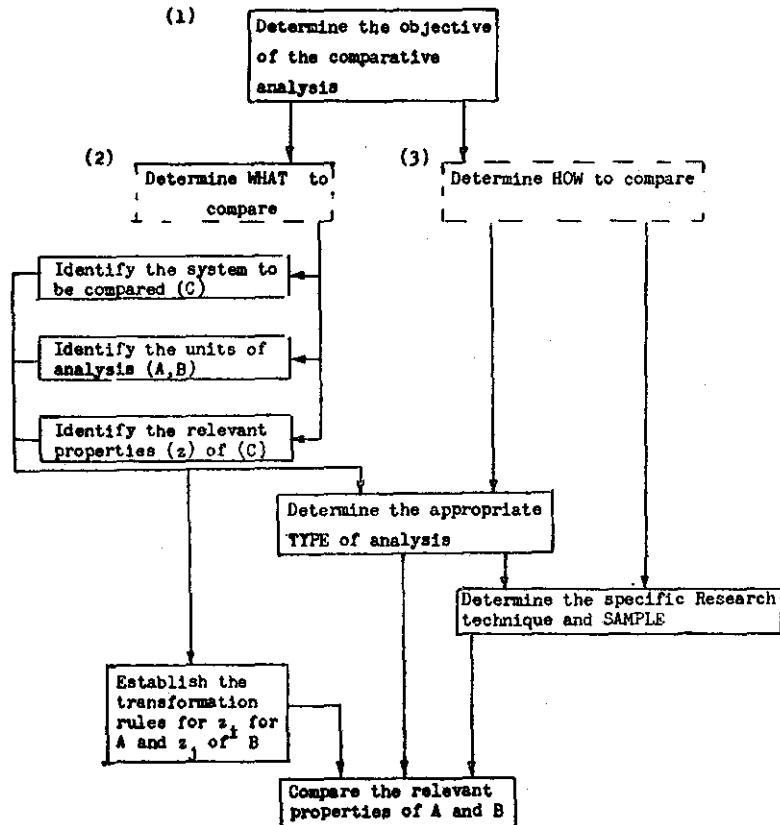 (1)
Determine the objective
of the comparative
analysis
(2)
Determine WHAT to
compare
(3)
Determine HOW to compare
Identify the system to
be compared (C)
Identify the units of
analysis (A,B)
Identify the relevant
properties (z) of (C)
Determine the appropriate
TYPE of analysis
Determine the specific Research
technique and SAMPLE
Establish the
transformation
rules for z_i for
A and z_j of B
Compare the relevant
properties of A and B